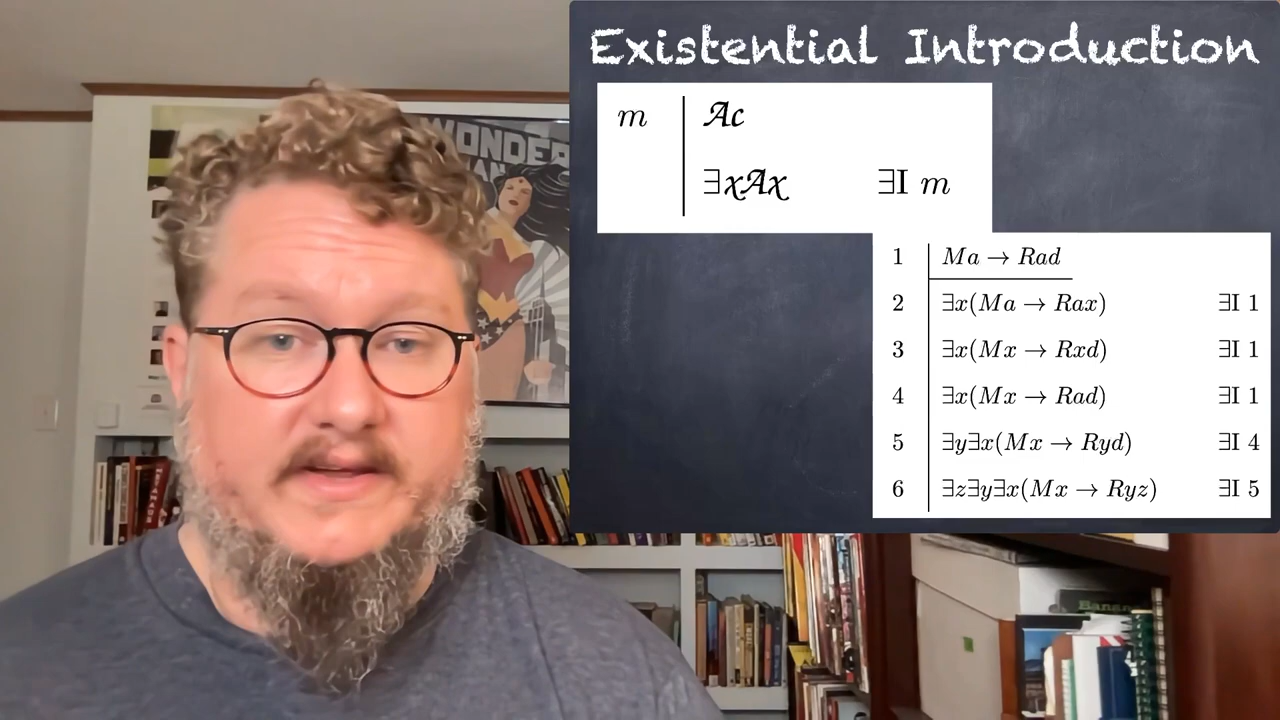 Existential Introduction
m 𝒜c
∃𝓍𝒜𝓍 ∃I m
1 Ma → Rad
2 ∃x(Ma → Rax) ∃I 1
3 ∃x(Mx → Rxd) ∃I 1
4 ∃x(Mx → Rad) ∃I 1
5 ∃y∃x(Mx → Ryd) ∃I 4
6 ∃z∃y∃x(Mx → Ryz) ∃I 5
WONDER